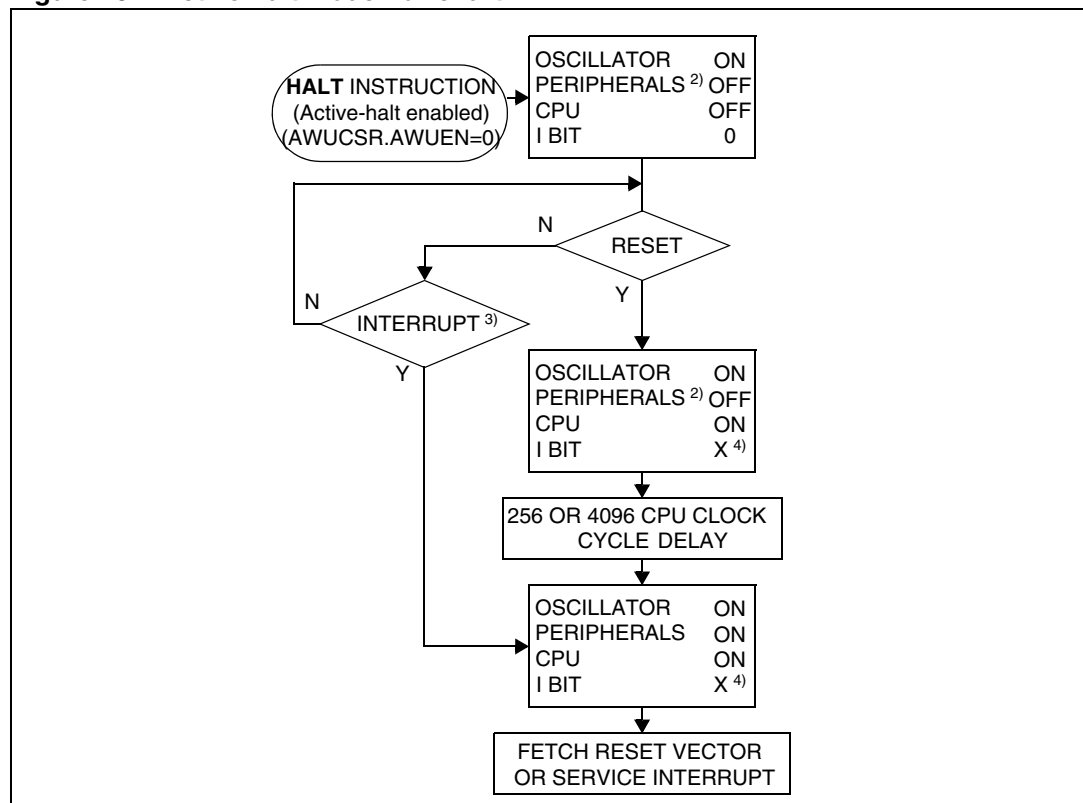 HALT INSTRUCTION
(Active-halt enabled)
(AWUCSR.AWUEN=0)
OSCILLATOR ON
PERIPHERALS 2) OFF
CPU OFF
I BIT 0
RESET
N
Y
INTERRUPT 3)
N
Y
OSCILLATOR ON
PERIPHERALS 2) OFF
CPU ON
I BIT X 4)
256 OR 4096 CPU CLOCK
CYCLE DELAY
OSCILLATOR ON
PERIPHERALS ON
CPU ON
I BIT X 4)
FETCH RESET VECTOR
OR SERVICE INTERRUPT